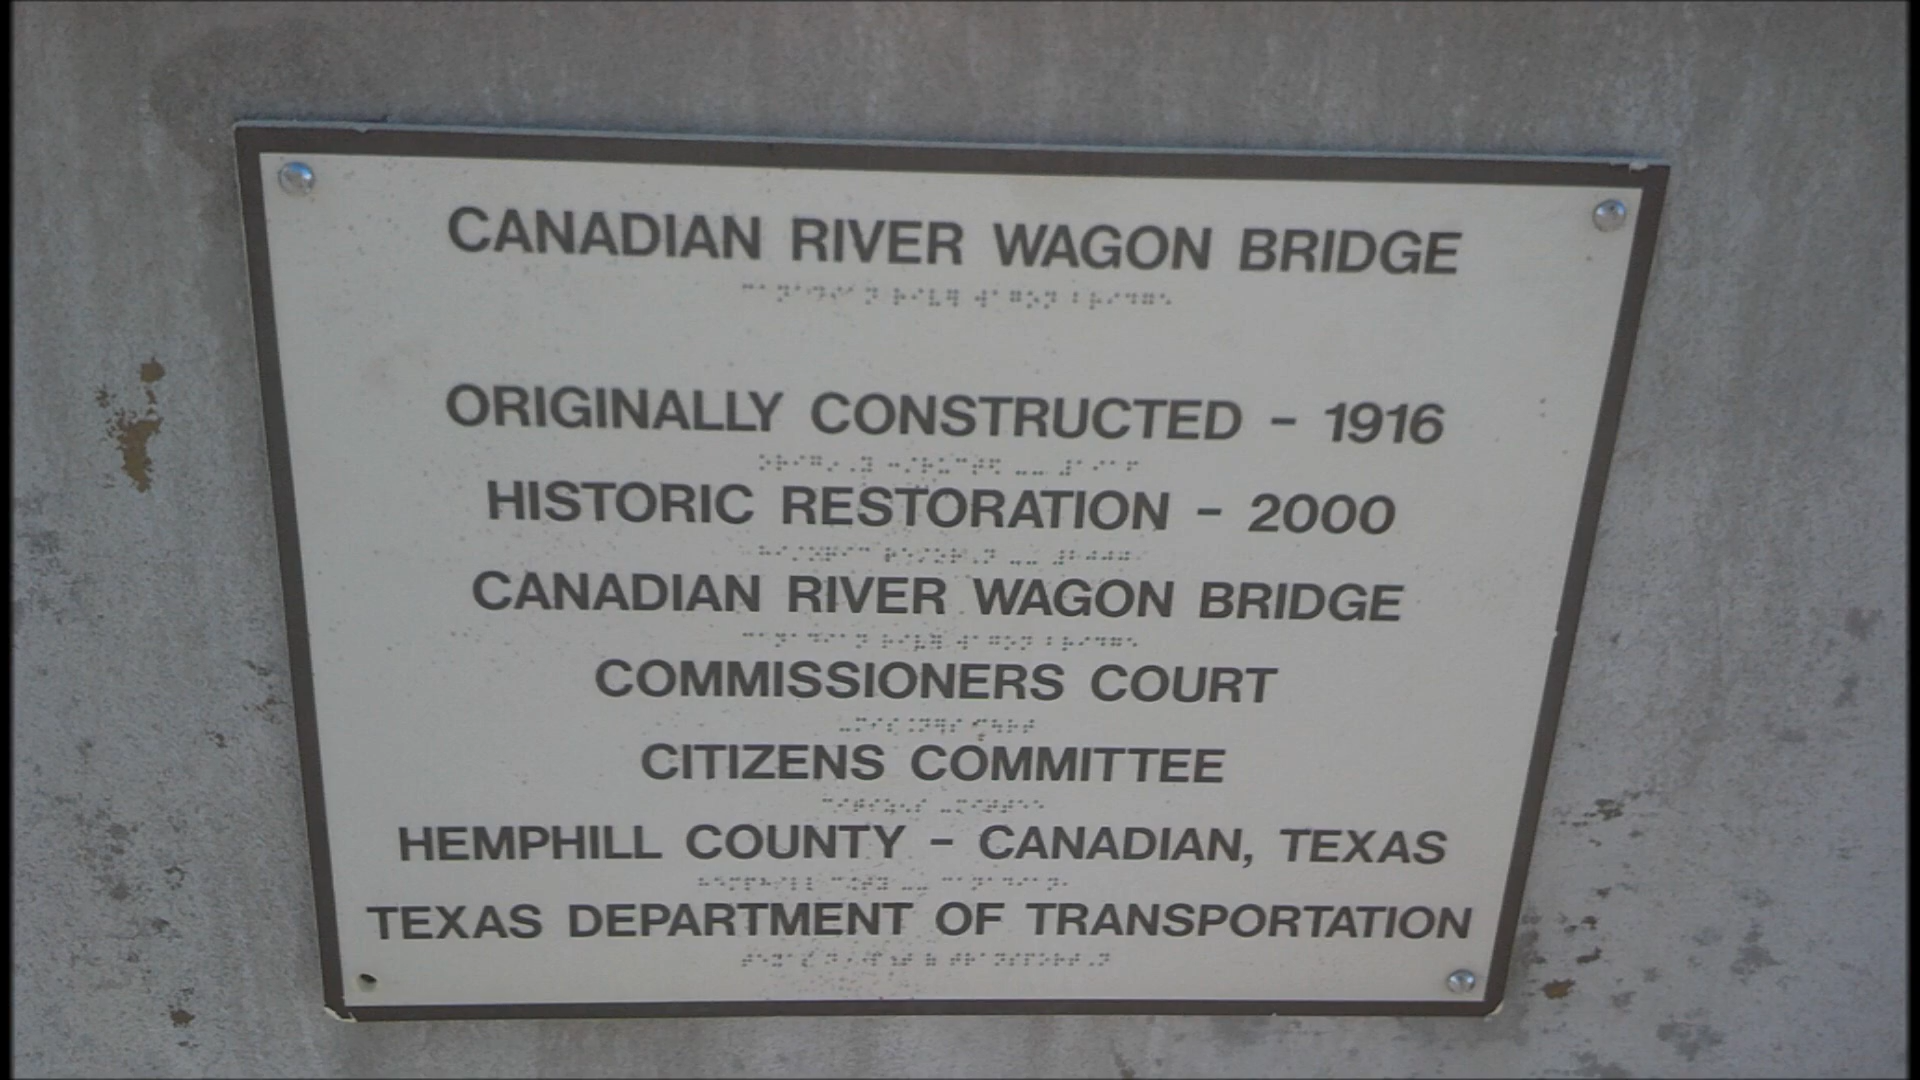 CANADIAN RIVER WAGON BRIDGE
ORIGINALLY CONSTRUCTED - 1916
HISTORIC RESTORATION - 2000
CANADIAN RIVER WAGON BRIDGE
COMMISSIONERS COURT
CITIZENS COMMITTEE
HEMPHILL COUNTY - CANADIAN, TEXAS
TEXAS DEPARTMENT OF TRANSPORTATION